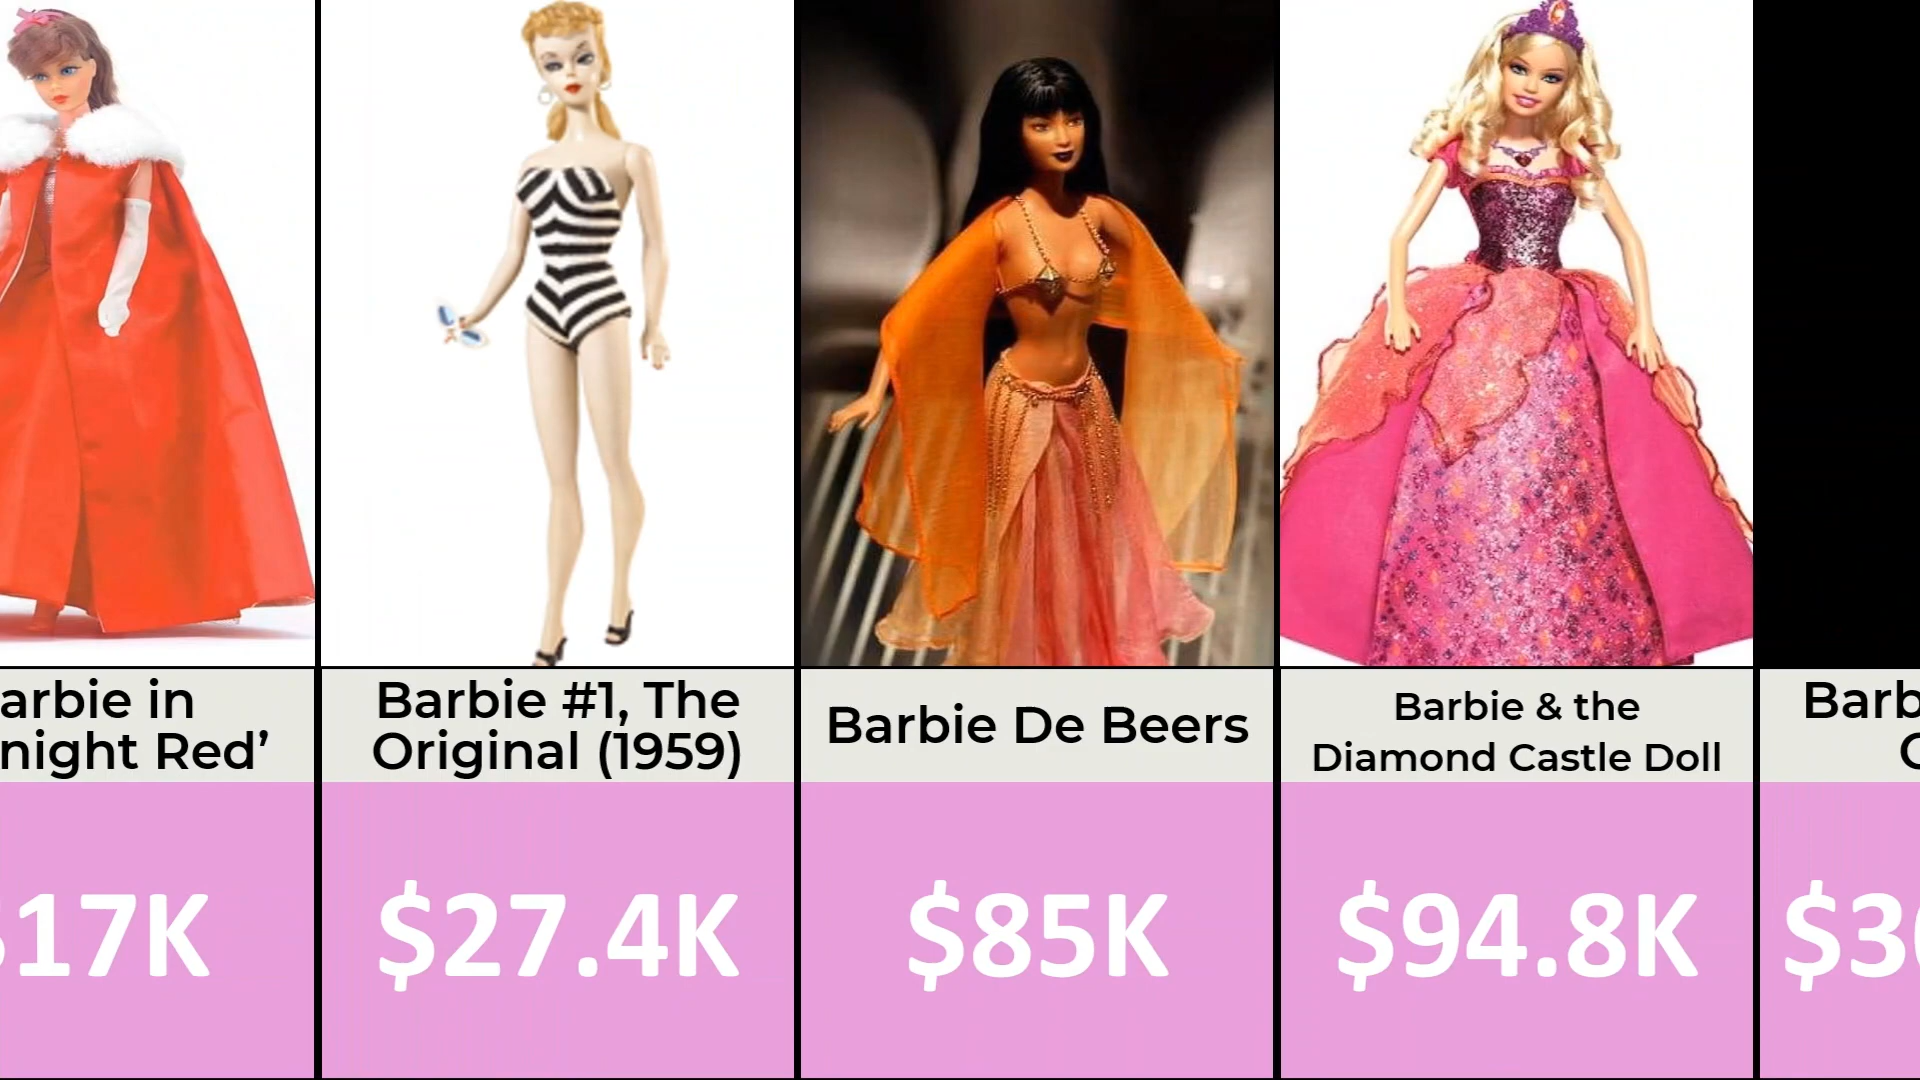 arbie in
night Red’
$17K
Barbie #1, The
Original (1959)
$27.4K
Barbie De Beers
$85K
Barbie & the
Diamond Castle Doll
$94.8K
Barb
$30